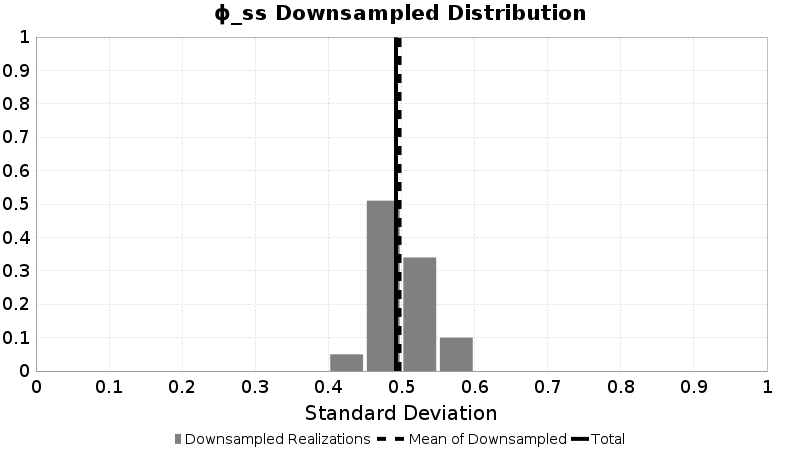 ϕ_ss Downsampled Distribution
1
0.9
0.8
0.7
0.6
0.5
0.4
0.3
0.2
0.1
0
0 0.1 0.2 0.3 0.4 0.5 0.6 0.7 0.8 0.9 1
Standard Deviation
Downsampled Realizations Mean of Downsampled Total